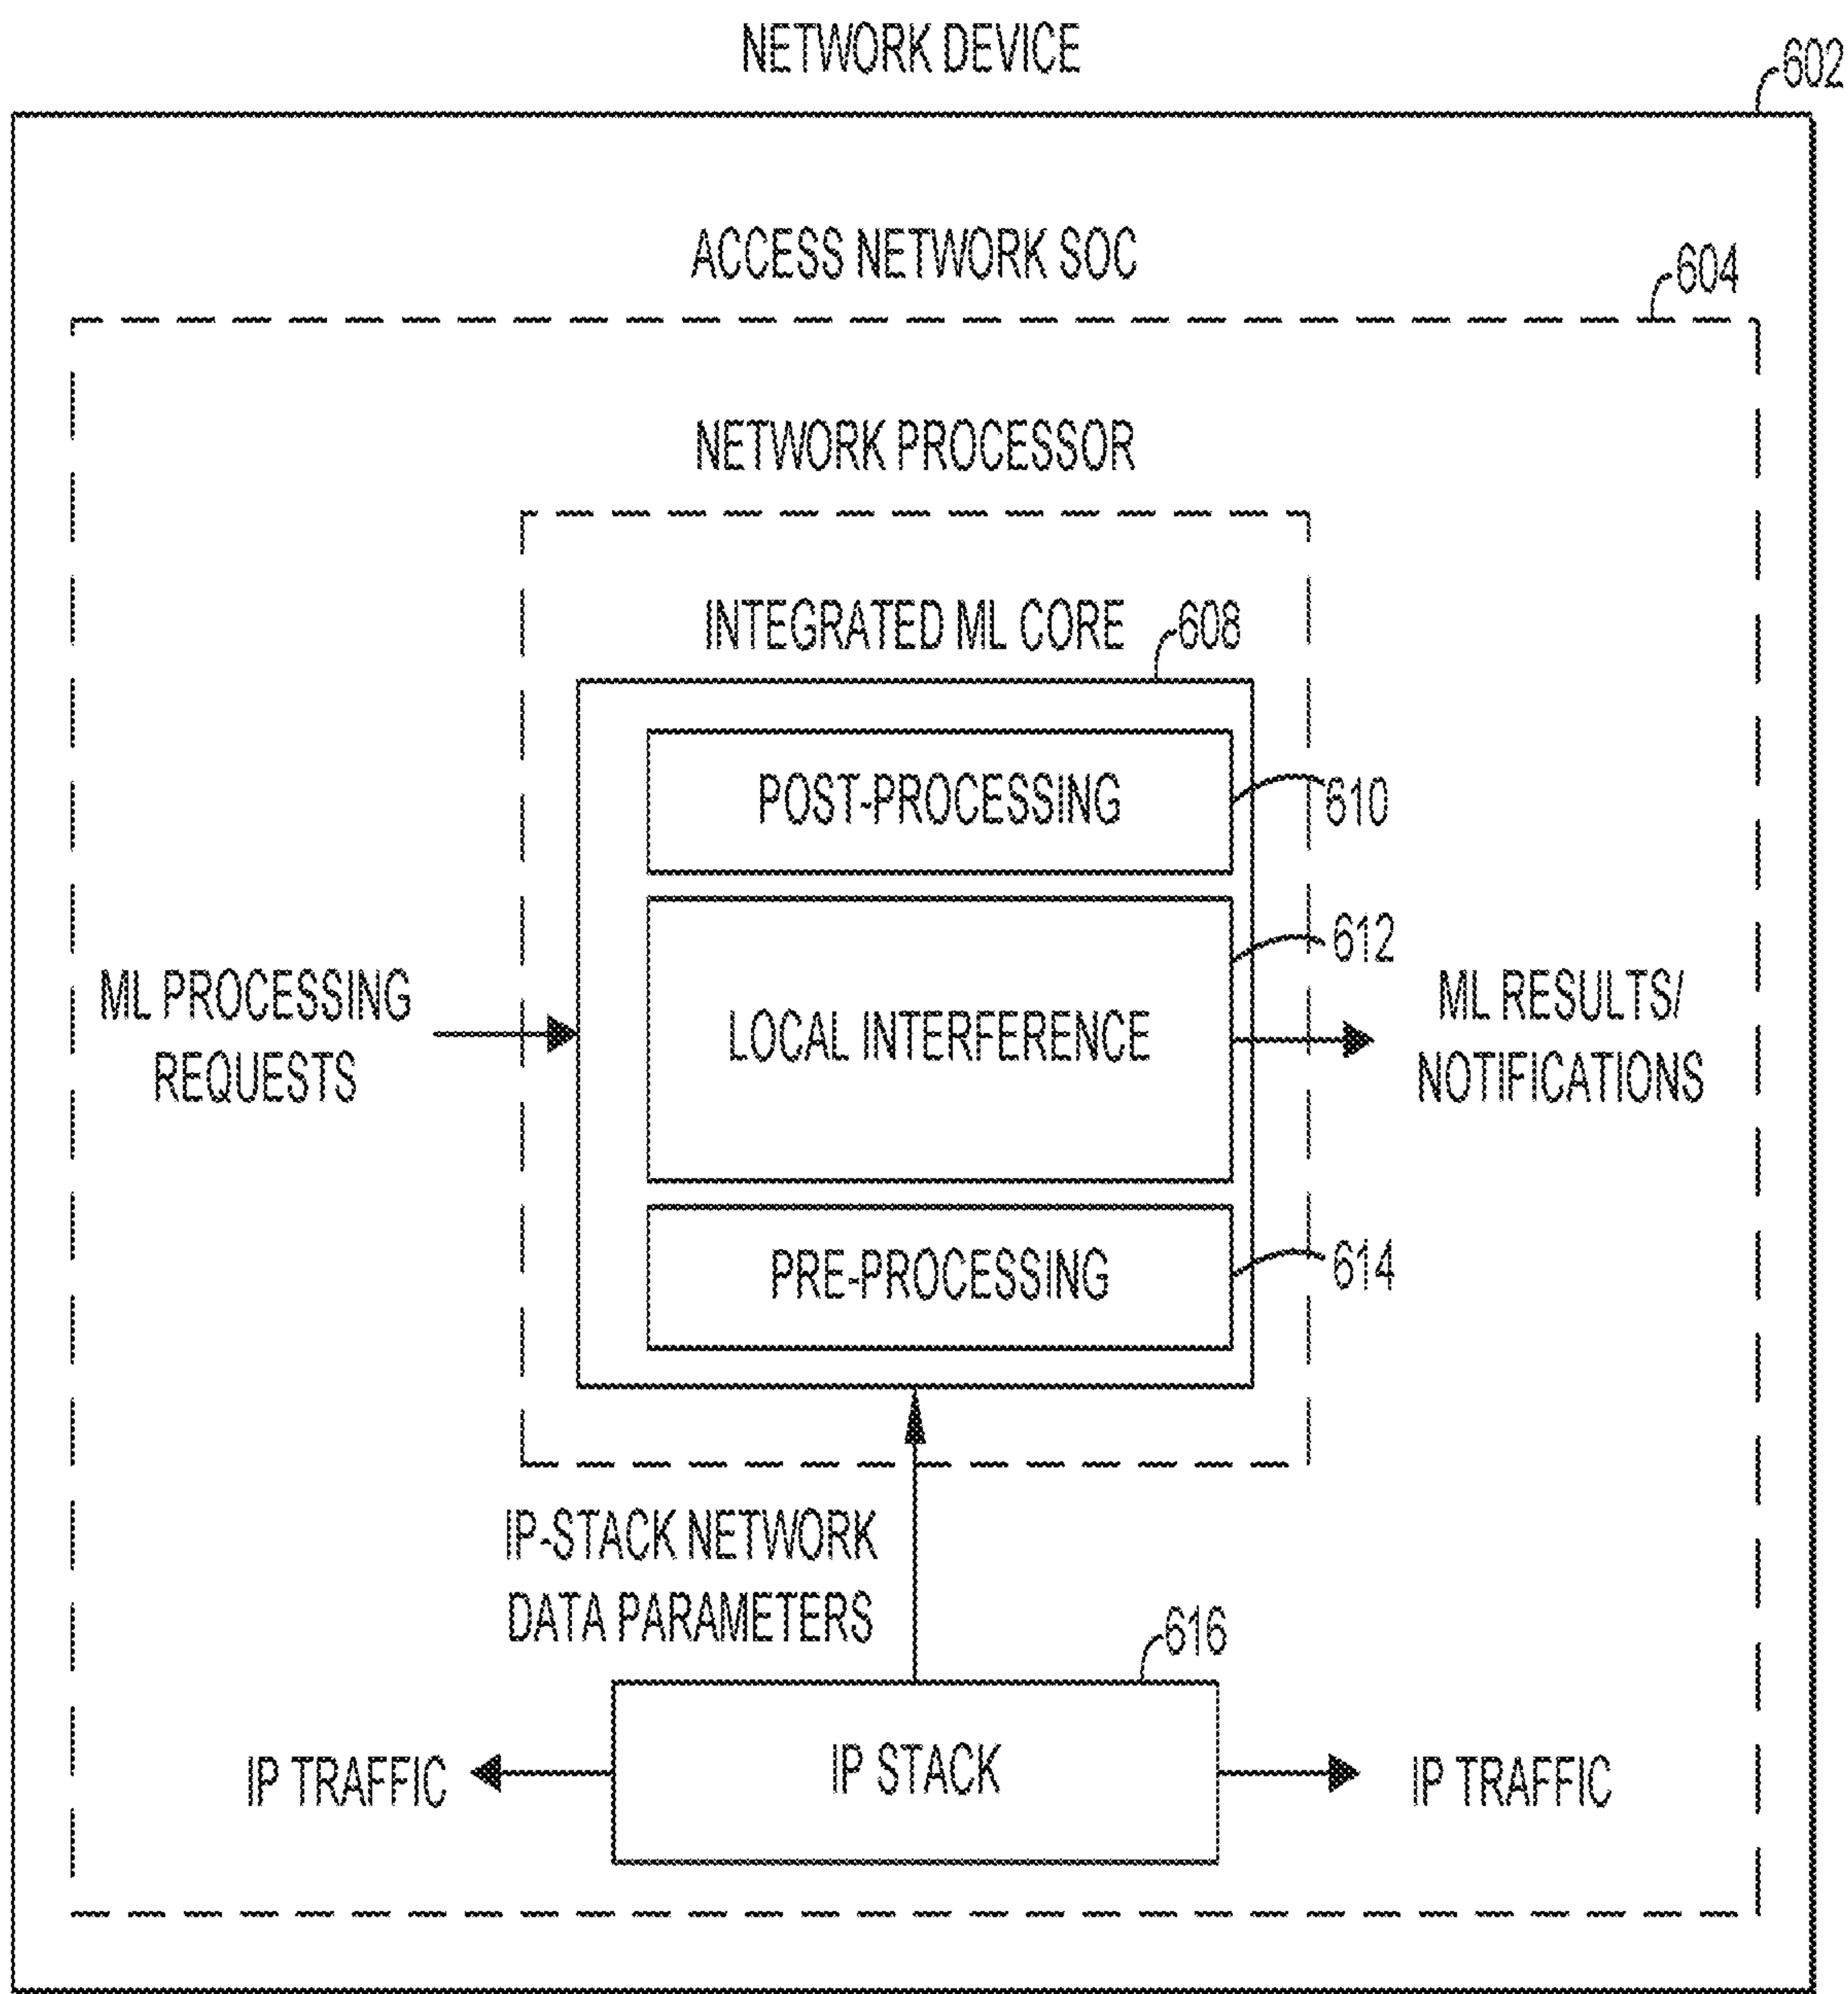 NETWORK DEVICE
602
ACCESS NETWORK SOC
604
NETWORK PROCESSOR
INTEGRATED ML CORE
608
POST-PROCESSING
610
612
ML PROCESSING
REQUESTS
LOCAL INTERFERENCE
ML RESULTS/
NOTIFICATIONS
PRE-PROCESSING
614
IP-STACK NETWORK
DATA PARAMETERS
616
IP TRAFFIC
IP STACK
IP TRAFFIC